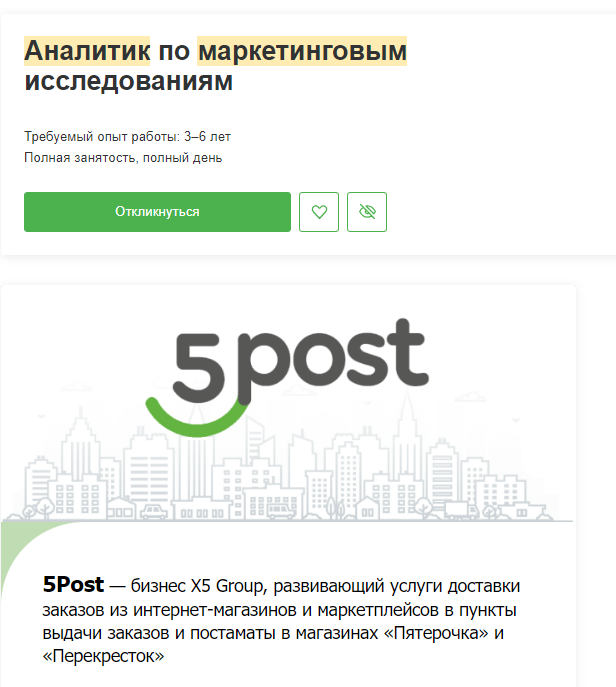 Аналитик по маркетинговым
исследованиям
Требуемый опыт работы: 3–6 лет
Полная занятость, полный день
Откликнуться
5post
5Post — бизнес X5 Group, развивающий услуги доставки
заказов из интернет-магазинов и маркетплейсов в пункты
выдачи заказов и постаматы в магазинах «Пятерочка» и
«Перекресток»